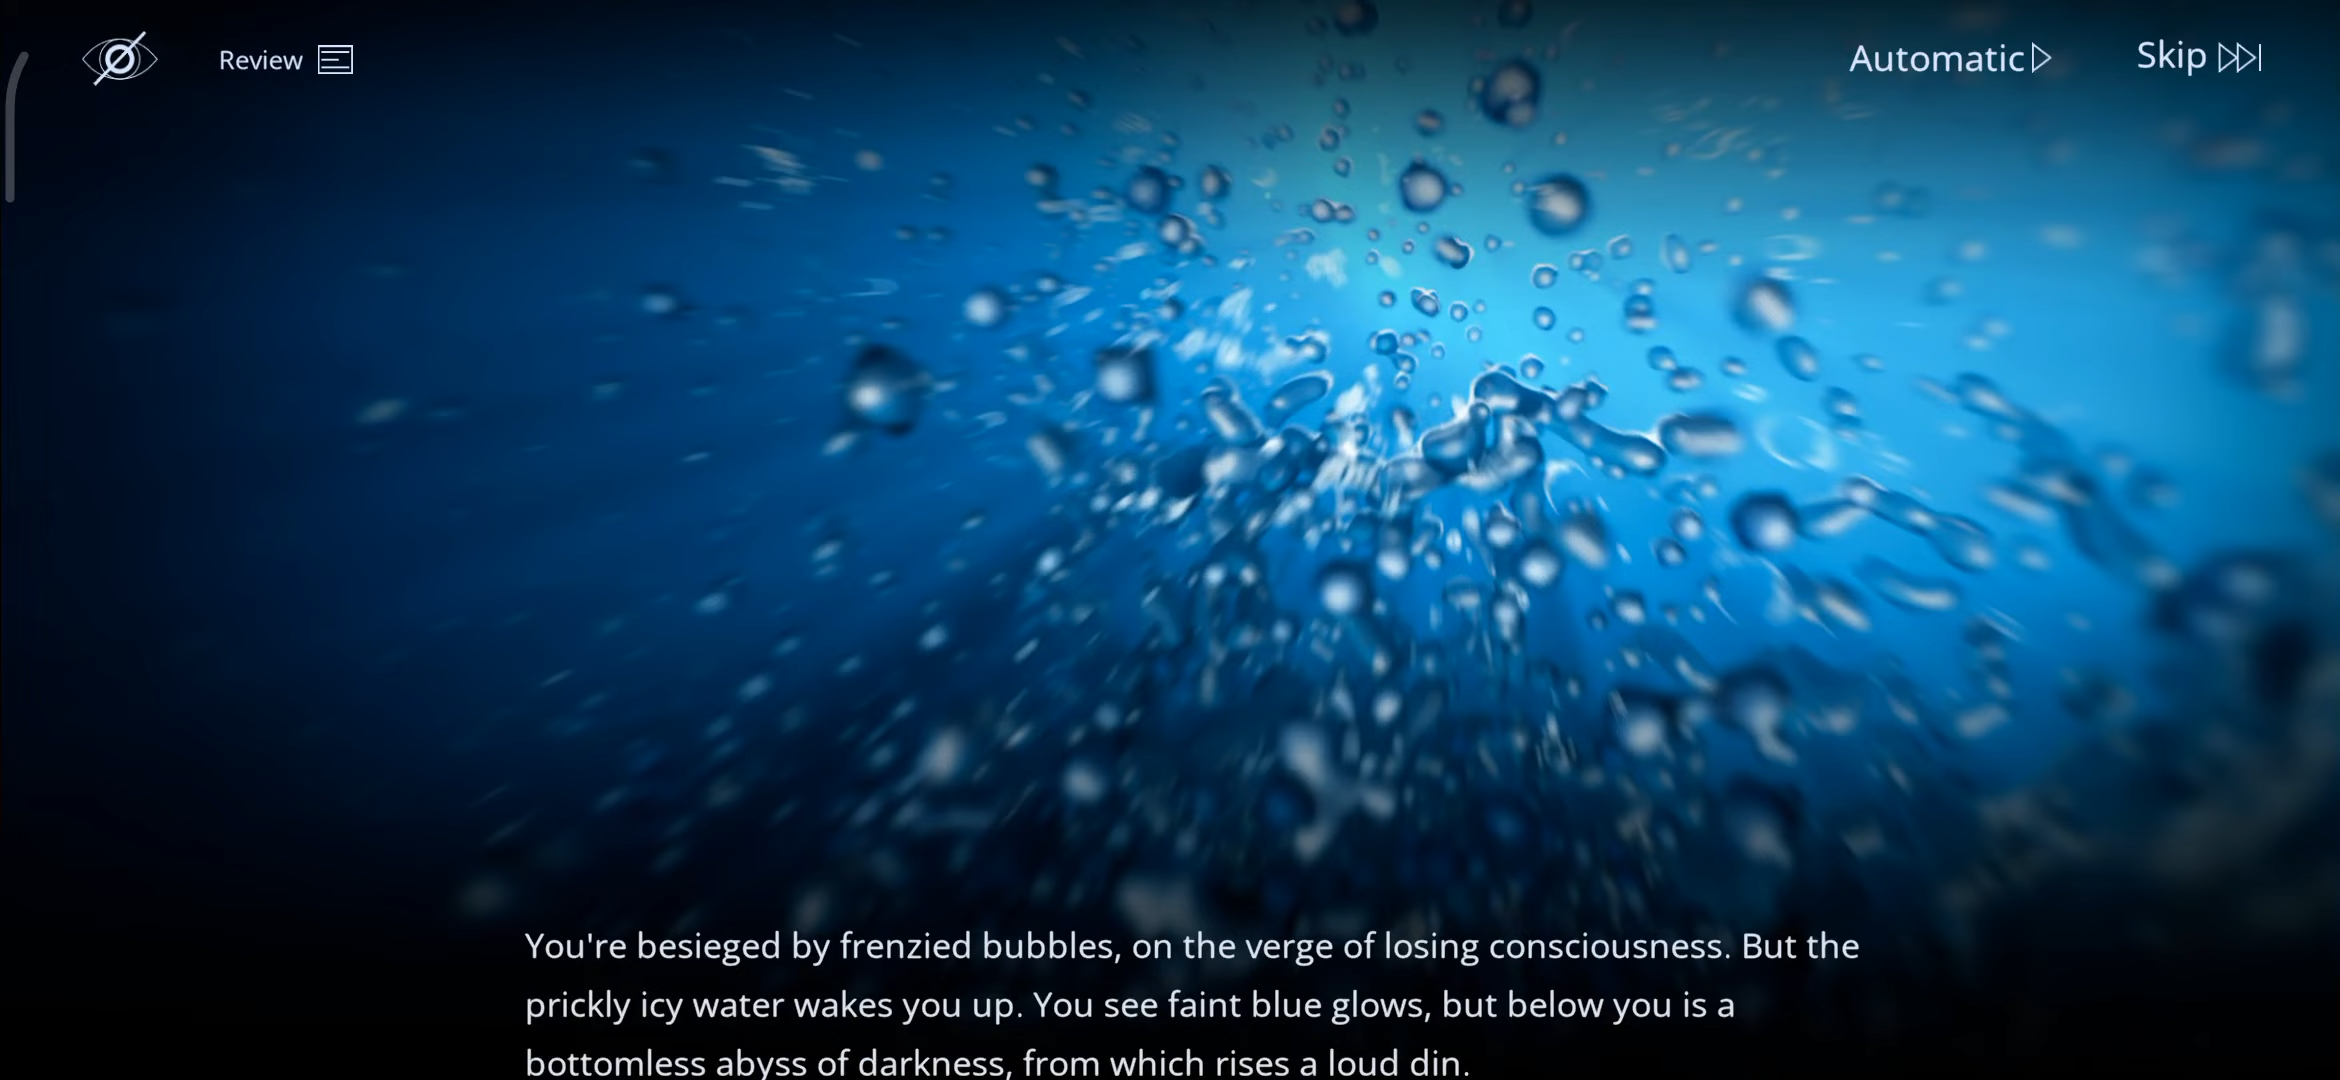 Review
Automatic
Skip
You're besieged by frenzied bubbles, on the verge of losing consciousness. But the
prickly icy water wakes you up. You see faint blue glows, but below you is a
bottomless abyss of darkness, from which rises a loud din.